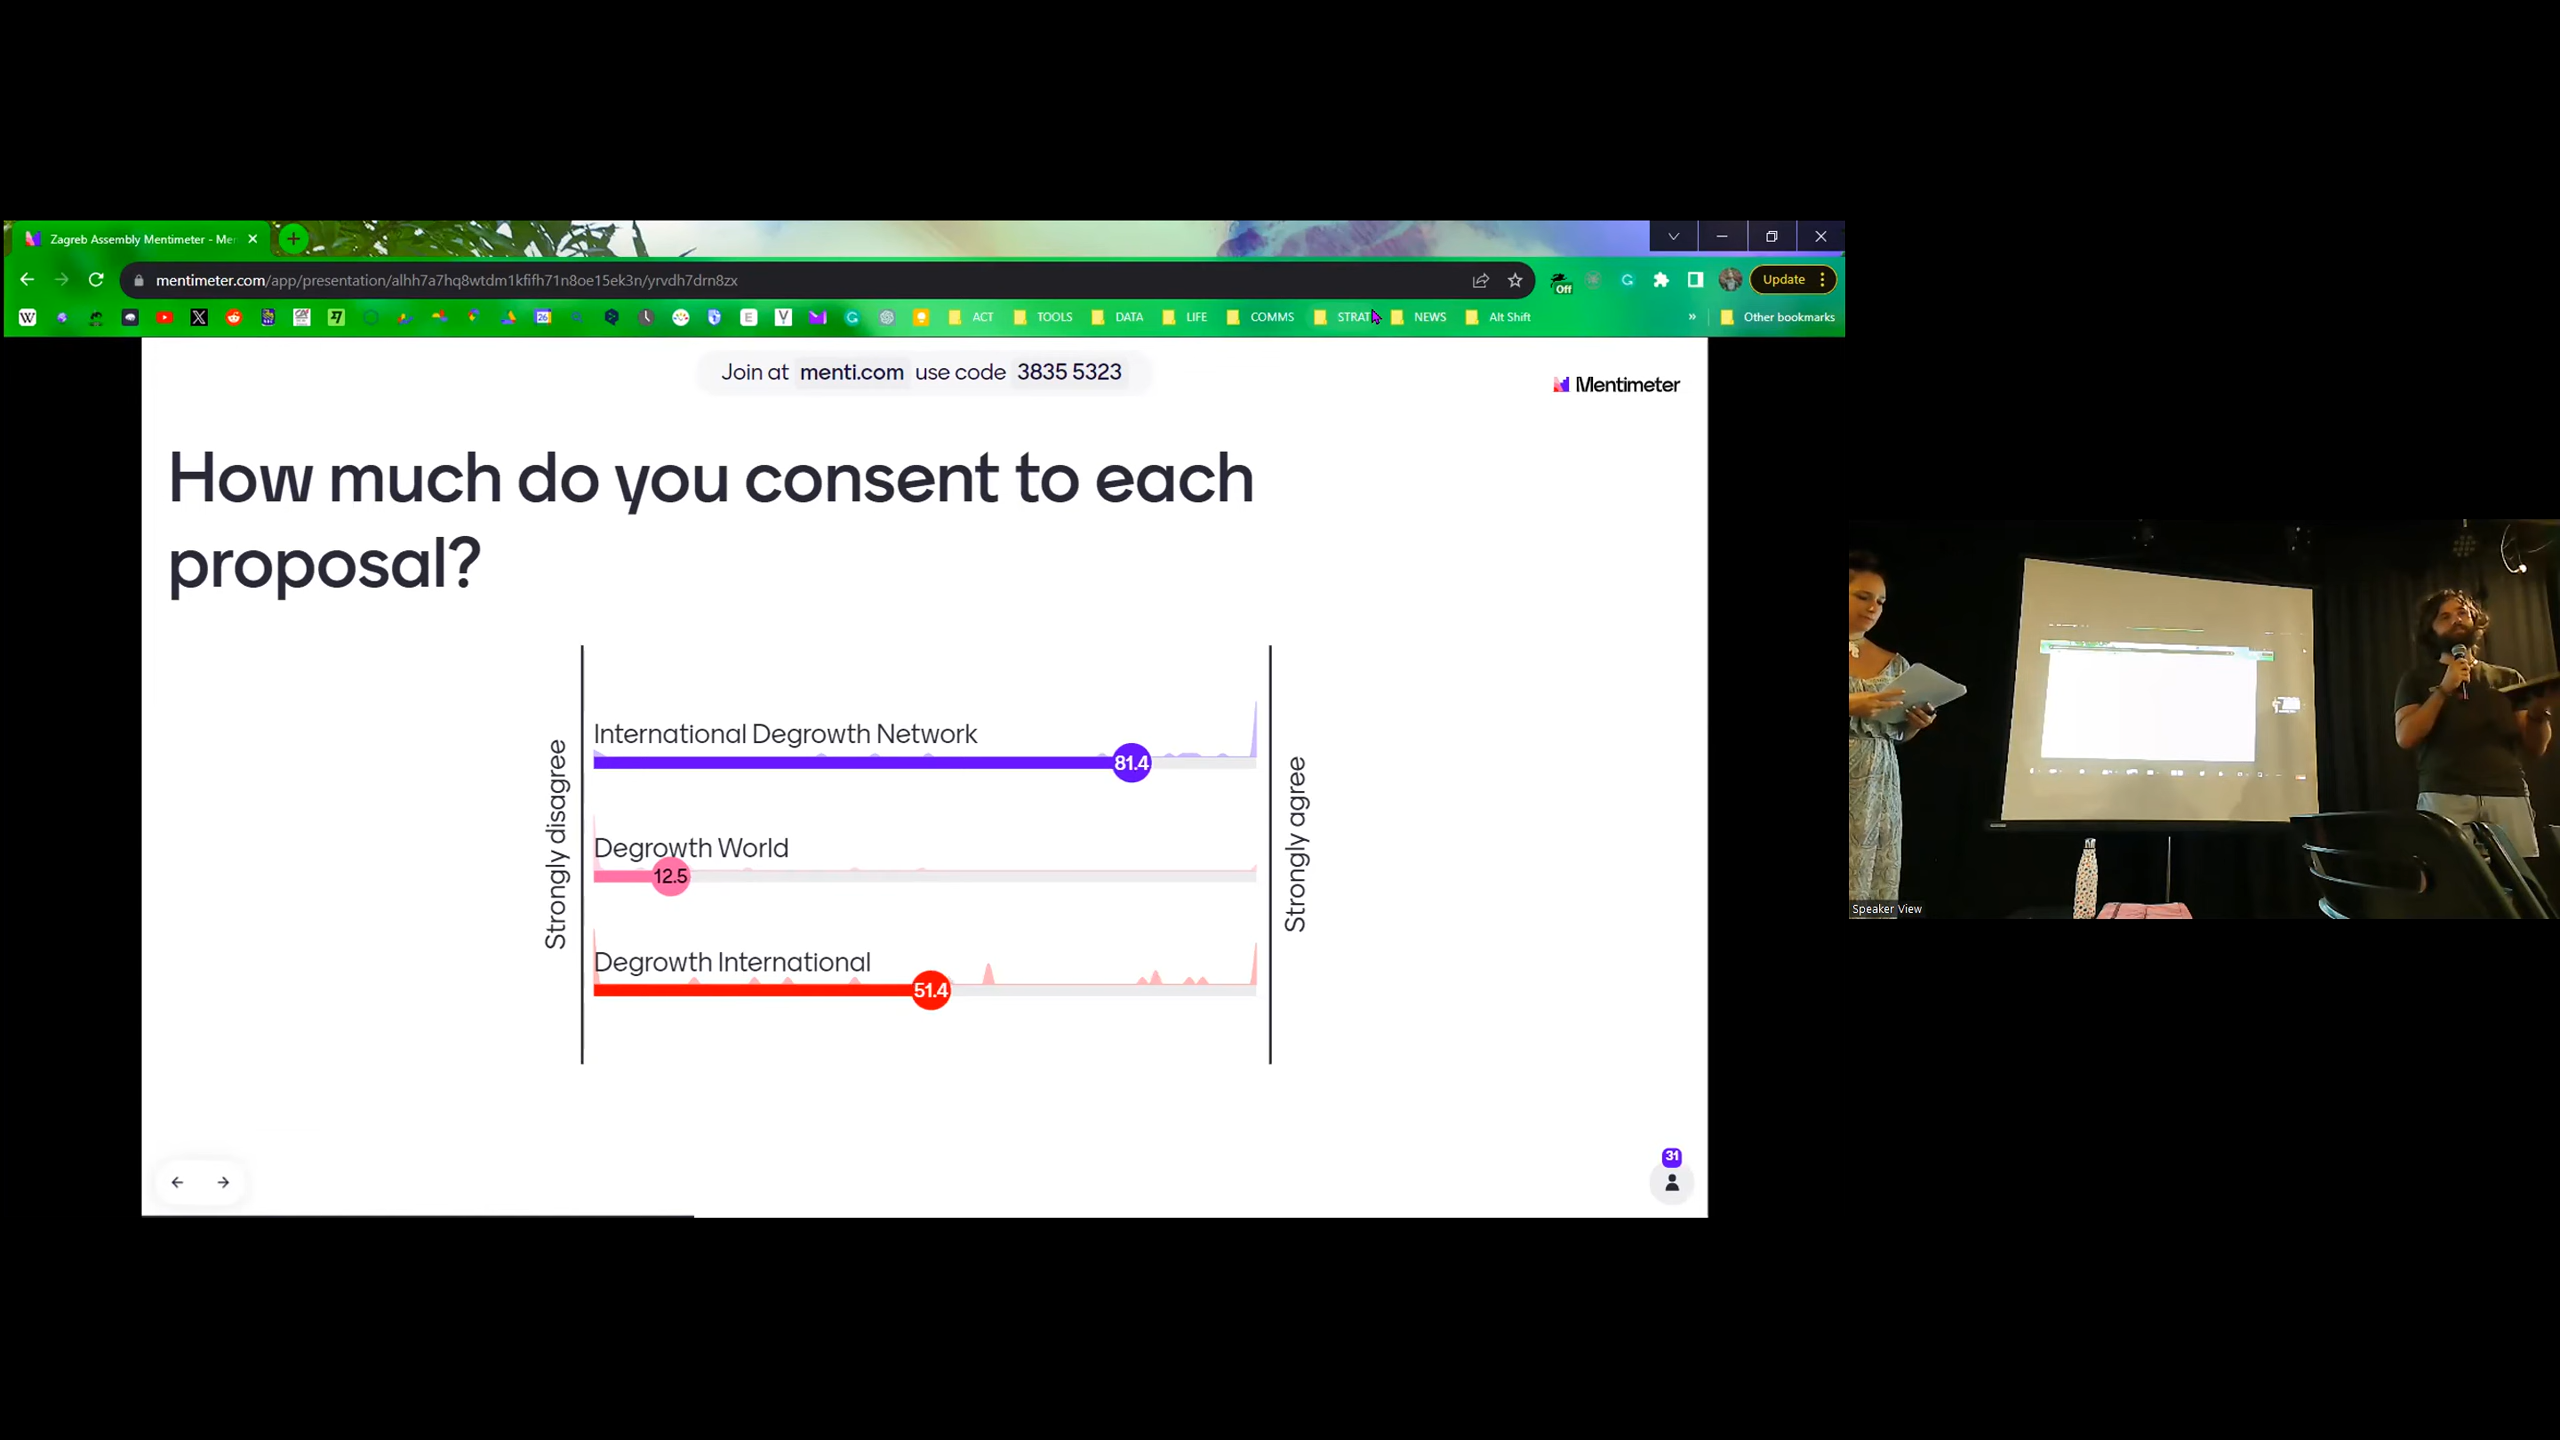 Zagreb Assembly Mentimeter - Me
mentimeter.com/app/presentation/alhh7a7hq8wtdm1kfifh71n8oe15ek3n/yrvdh7drn8zx
Off
Update
W
26
E
V
ACT
TOOLS
DATA
LIFE
COMMS
STRAT
NEWS
Alt Shift
Other bookmarks
Join at menti.com use code 3835 5323
Mentimeter
How much do you consent to each
proposal?
Strongly disagree
International Degrowth Network
81.4
Degrowth World
12.5
Degrowth International
51.4
Strongly agree
31
Speaker View